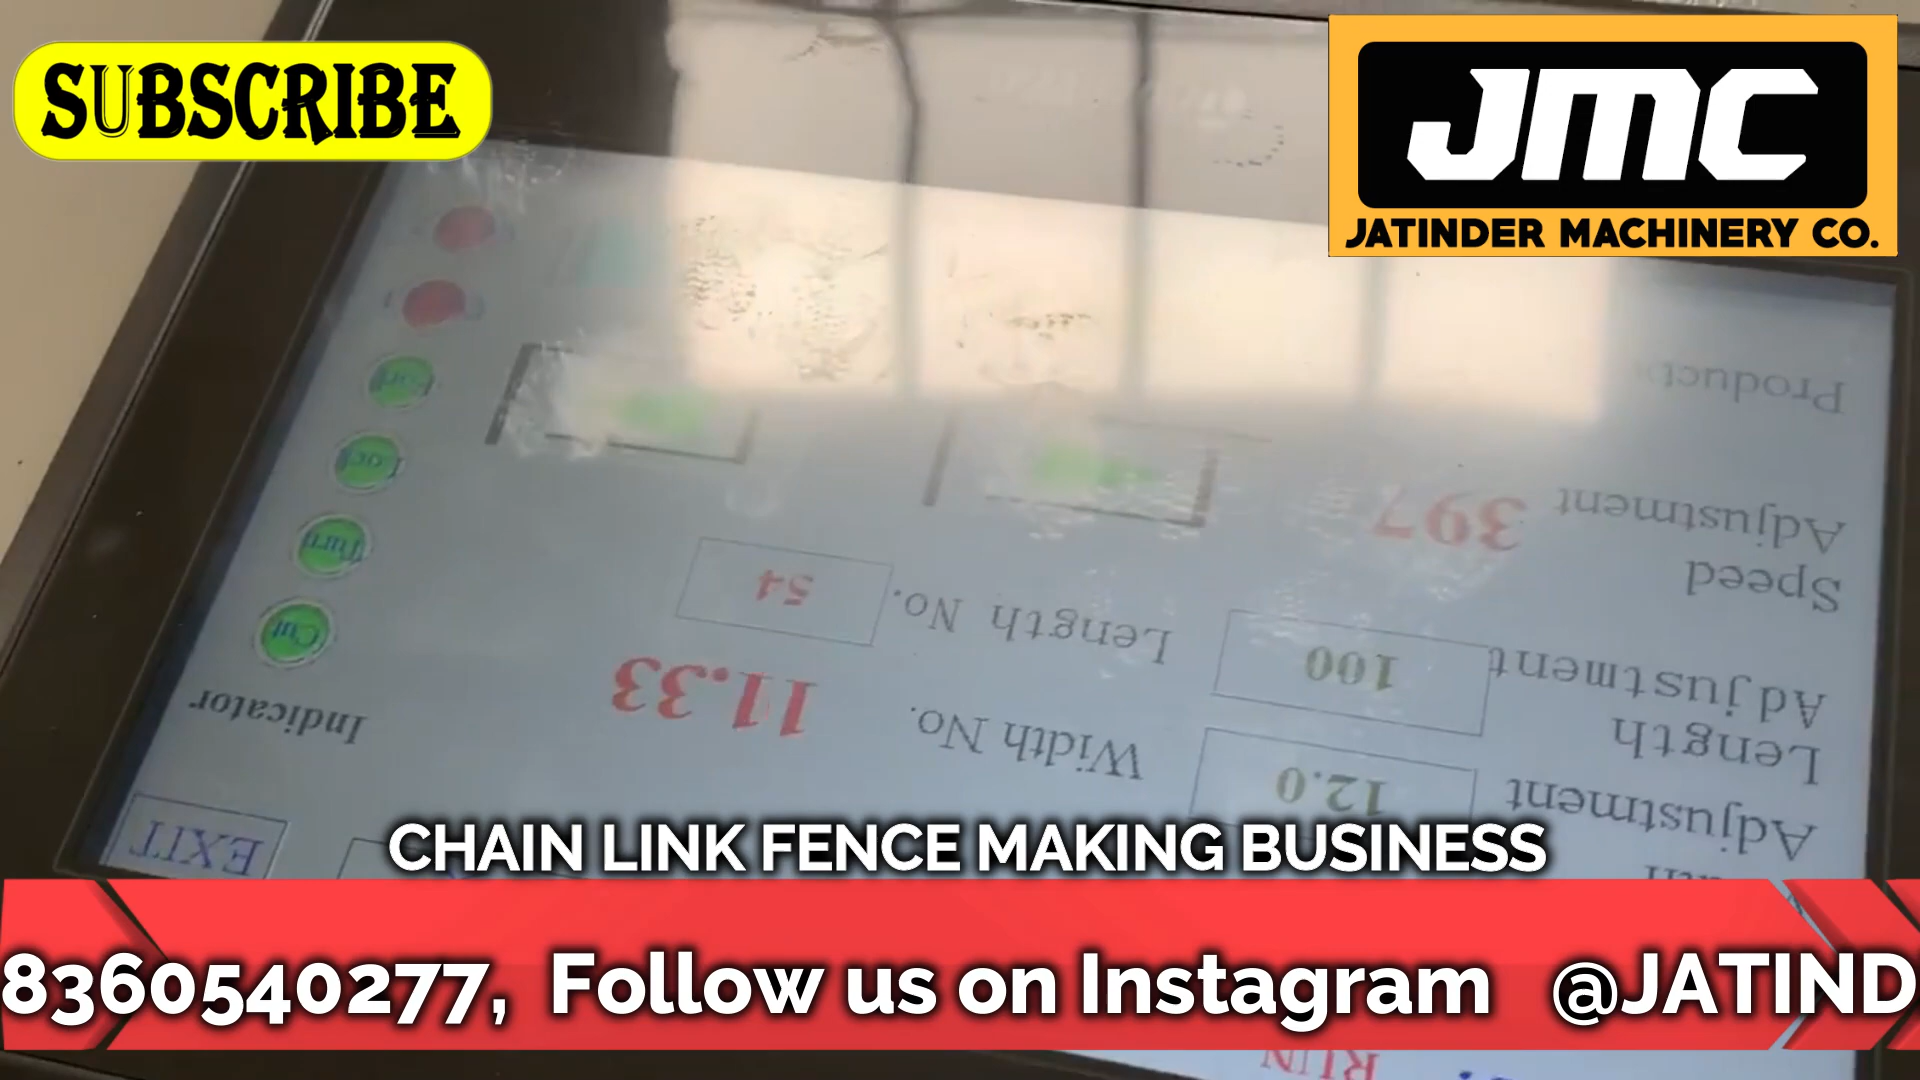 SUBSCRIBE
JMC
JATINDER MACHINERY CO.
Product
Speed
Adjustment
397
Length
Adjustment
100
Length No.
54
Adjustment
12.0
Width No.
11.33
Indicator
Turn
Cut
EXIT
RUN
CHAIN LINK FENCE MAKING BUSINESS
8360540277, Follow us on Instagram @JATIND